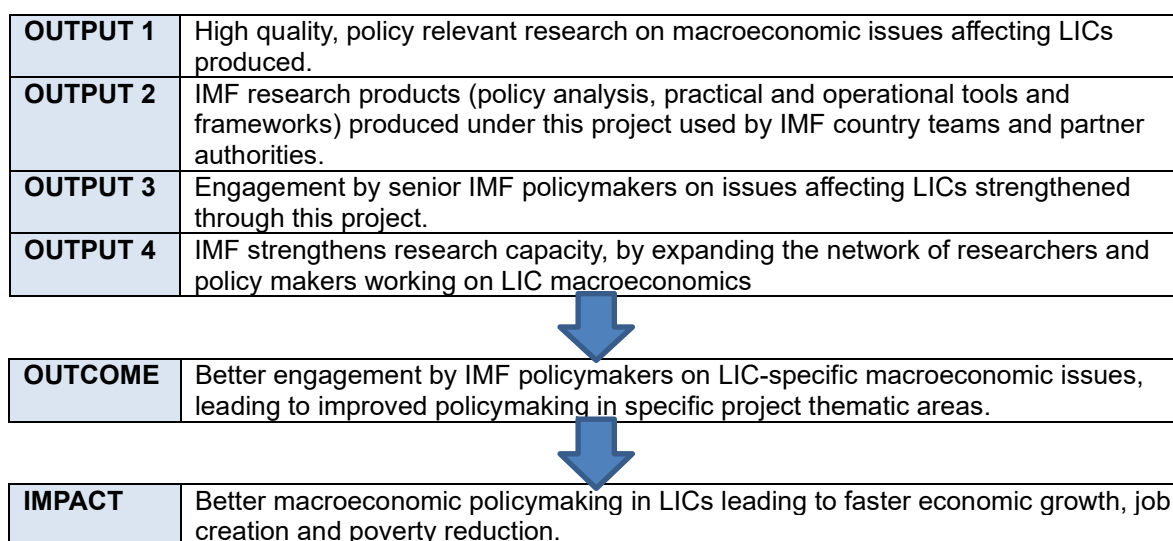 OUTPUT 1 High quality, policy relevant research on macroeconomic issues affecting LICs
produced.
OUTPUT 2 IMF research products (policy analysis, practical and operational tools and
frameworks) produced under this project used by IMF country teams and partner
authorities.
OUTPUT 3 Engagement by senior IMF policymakers on issues affecting LICs strengthened
through this project.
OUTPUT 4 IMF strengthens research capacity, by expanding the network of researchers and
policy makers working on LIC macroeconomics
OUTCOME Better engagement by IMF policymakers on LIC-specific macroeconomic issues,
leading to improved policymaking in specific project thematic areas.
IMPACT Better macroeconomic policymaking in LICs leading to faster economic growth, job
creation and poverty reduction.